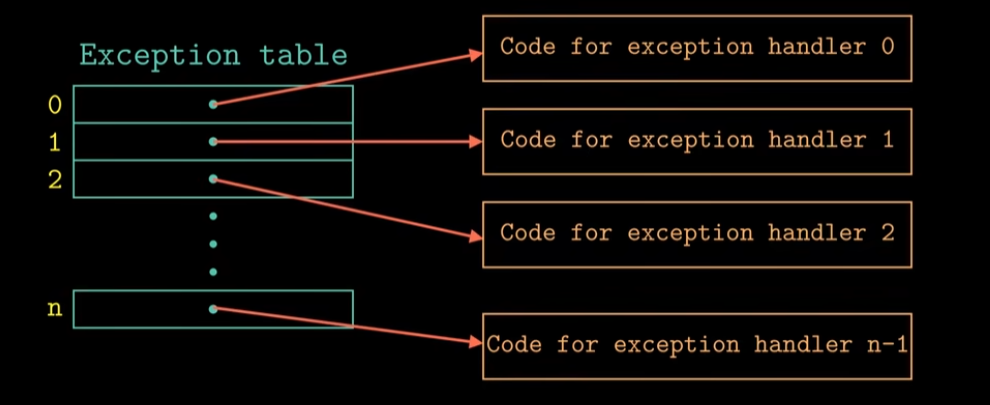 Exception table
0
1
2
n
Code for exception handler 0
Code for exception handler 1
Code for exception handler 2
Code for exception handler n-1